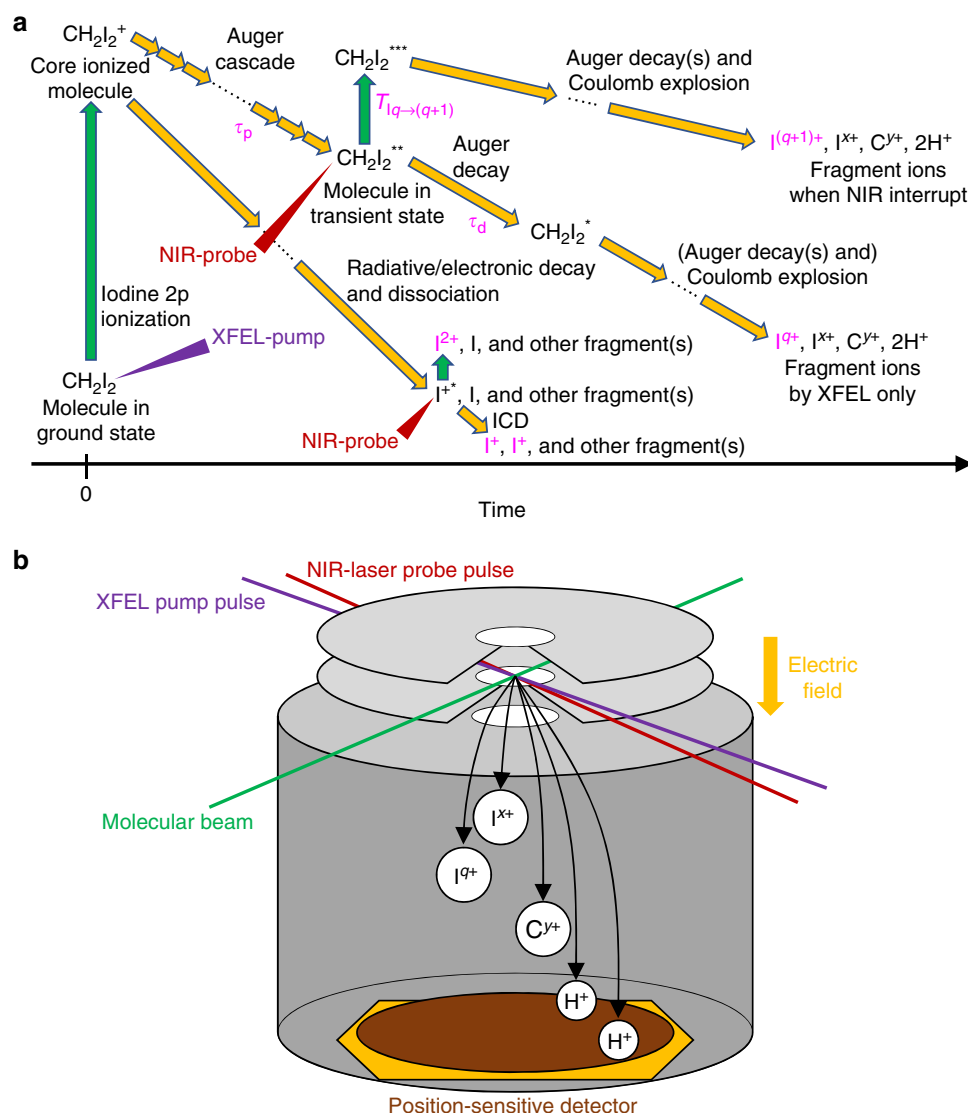 a
CH₂I₂⁺
Core ionized
molecule
Auger
cascade
τp
CH₂I₂***
T Iq→(q+1)
CH₂I₂**
Molecule in
transient state
Auger decay(s) and
Coulomb explosion
I(q+1)+, Ix+, Cy+, 2H+
Fragment ions
when NIR interrupt
Auger
decay
τd
CH₂I₂*
(Auger decay(s) and)
Coulomb explosion
Iq+, Ix+, Cy+, 2H+
Fragment ions
by XFEL only
NIR-probe
Radiative/electronic decay
and dissociation
Iodine 2p
ionization
XFEL-pump
CH₂I₂
Molecule in
ground state
I2+, I, and other fragment(s)
I+*, I, and other fragment(s)
NIR-probe
ICD
I+, I+, and other fragment(s)
0
Time
b
NIR-laser probe pulse
XFEL pump pulse
Electric
field
Molecular beam
Ix+
Iq+
Cy+
H+
H+
Position-sensitive detector